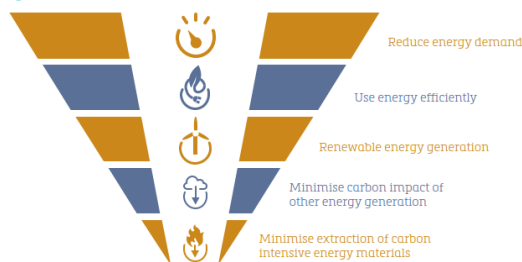 Reduce energy demand
Use energy efficiently
Renewable energy generation
Minimise carbon impact of
other energy generation
Minimise extraction of carbon
intensive energy materials